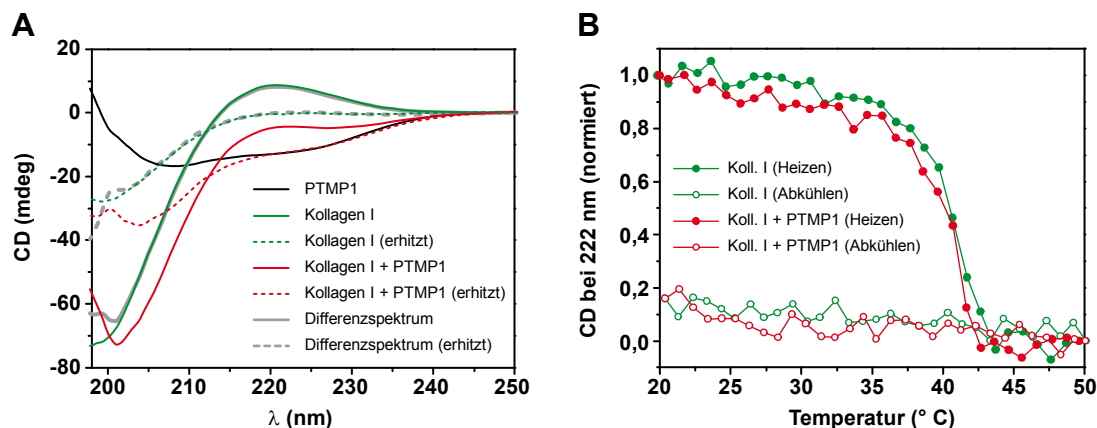 A
20
0
-20
-40
-60
-80
CD (mdeg)
200
210
220
230
240
250
λ (nm)
PTMP1
Kollagen I
Kollagen I (erhitzt)
Kollagen I + PTMP1
Kollagen I + PTMP1 (erhitzt)
Differenzspektrum
Differenzspektrum (erhitzt)
B
1,0
0,8
0,6
0,4
0,2
0,0
CD bei 222 nm (normiert)
20
25
30
35
40
45
50
Temperatur (° C)
Koll. I (Heizen)
Koll. I (Abkühlen)
Koll. I + PTMP1 (Heizen)
Koll. I + PTMP1 (Abkühlen)